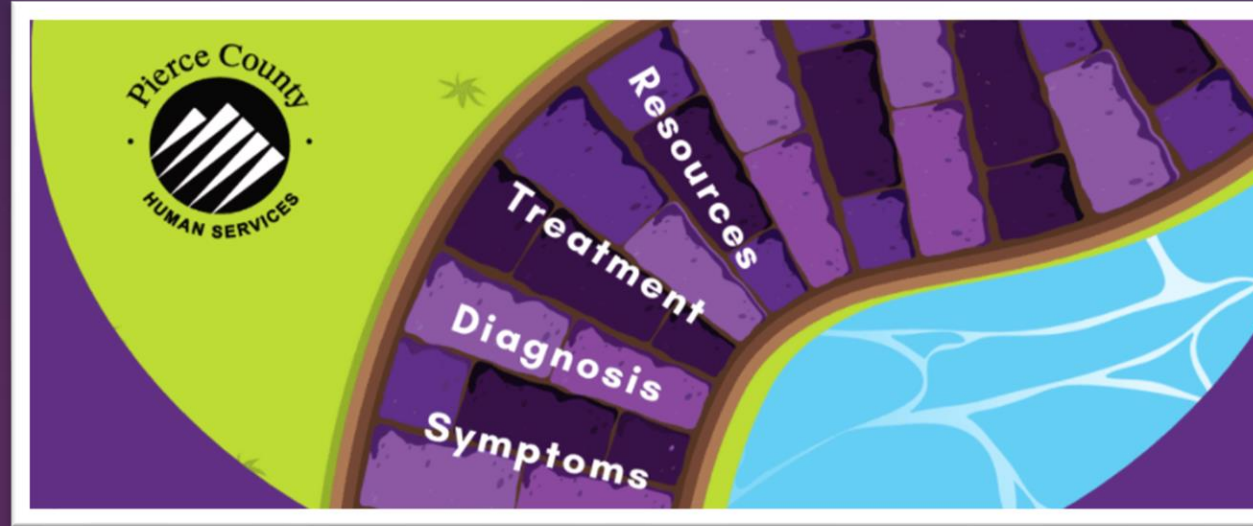 Pierce County
HUMAN SERVICES
Resources
Treatment
Diagnosis
Symptoms